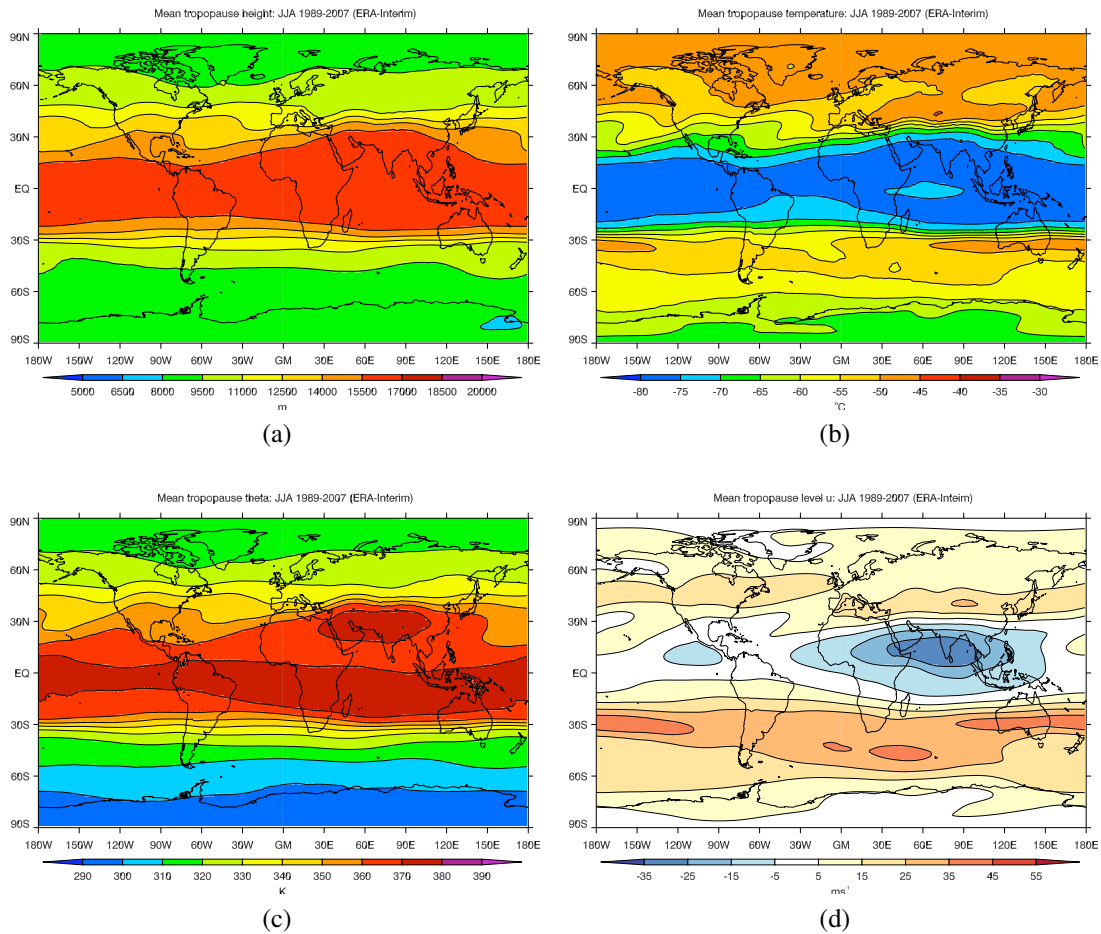 Mean tropopause height: JJA 1989-2007 (ERA-Interim)
90N
60N
30N
EQ
30S
60S
90S
180W 150W 120W 90W 60W 30W GM 30E 60E 90E 120E 150E 180E
5000 6500 8000 9500 11000 12500 14000 15500 17000 18500 20000
m
(a)
Mean tropopause temperature: JJA 1989-2007 (ERA-Interim)
90N
60N
30N
EQ
30S
60S
90S
180W 150W 120W 90W 60W 30W GM 30E 60E 90E 120E 150E 180E
-80 -75 -70 -65 -60 -55 -50 -45 -40 -35 -30
°C
(b)
Mean tropopause theta: JJA 1989-2007 (ERA-Interim)
90N
60N
30N
EQ
30S
60S
90S
180W 150W 120W 90W 60W 30W GM 30E 60E 90E 120E 150E 180E
290 300 310 320 330 340 350 360 370 380 390
K
(c)
Mean tropopause level u: JJA 1989-2007 (ERA-Inteim)
90N
60N
30N
EQ
30S
60S
90S
180W 150W 120W 90W 60W 30W GM 30E 60E 90E 120E 150E 180E
-35 -25 -15 -5 5 15 25 35 45 55
ms⁻¹
(d)